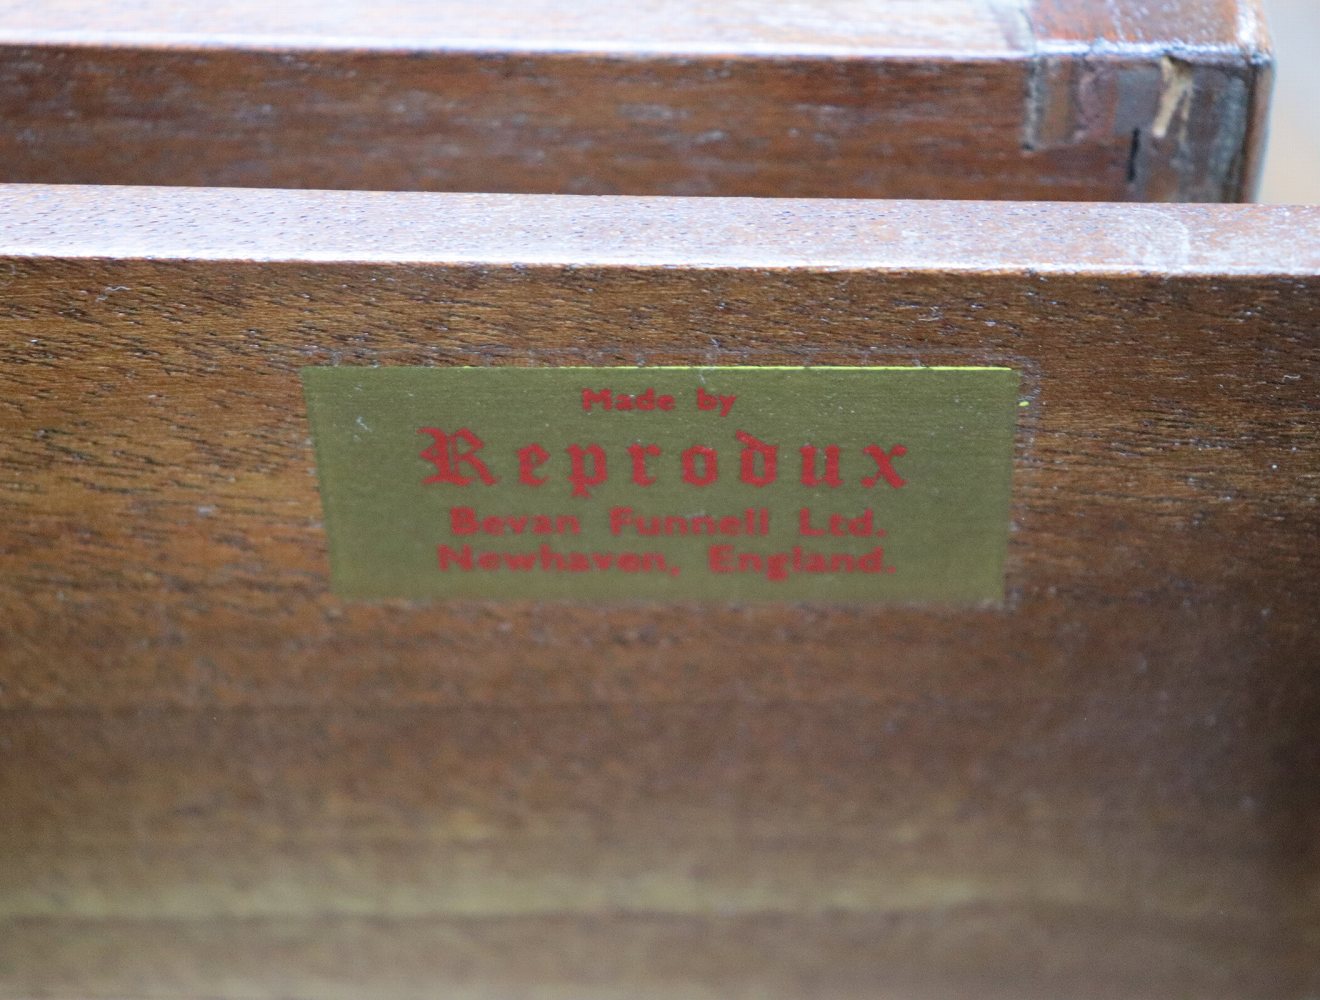 Made by
Reprodux
Bevan Funnell Ltd.
Newhaven, England.